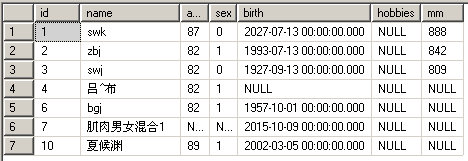 id name a... sex birth hobbies mm
1 1 swk 87 0 2027-07-13 00:00:00.000 NULL 888
2 2 zbj 82 1 1993-07-13 00:00:00.000 NULL 842
3 3 swj 82 0 1927-09-13 00:00:00.000 NULL 809
4 4 吕^布 82 1 NULL NULL NULL
5 6 bgj 82 1 1957-10-01 00:00:00.000 NULL NULL
6 7 肌肉男女混合1 N... N... 2015-10-09 00:00:00.000 NULL NULL
7 10 夏候渊 89 1 2002-03-05 00:00:00.000 NULL NULL